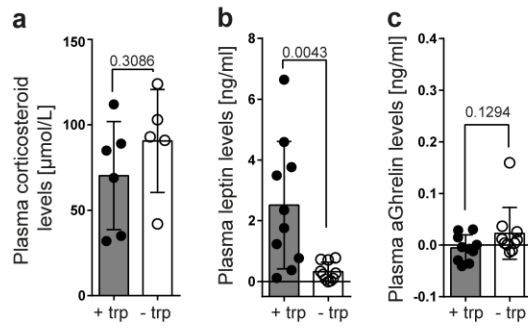 a
Plasma corticosteroid
levels [µmol/L]
150
100
50
0
0.3086
+ trp - trp
b
Plasma leptin levels [ng/ml]
8
6
4
2
0
0.0043
+ trp - trp
c
Plasma aGhrelin levels [ng/ml]
0.4
0.3
0.2
0.1
0.0
-0.1
0.1294
+ trp - trp